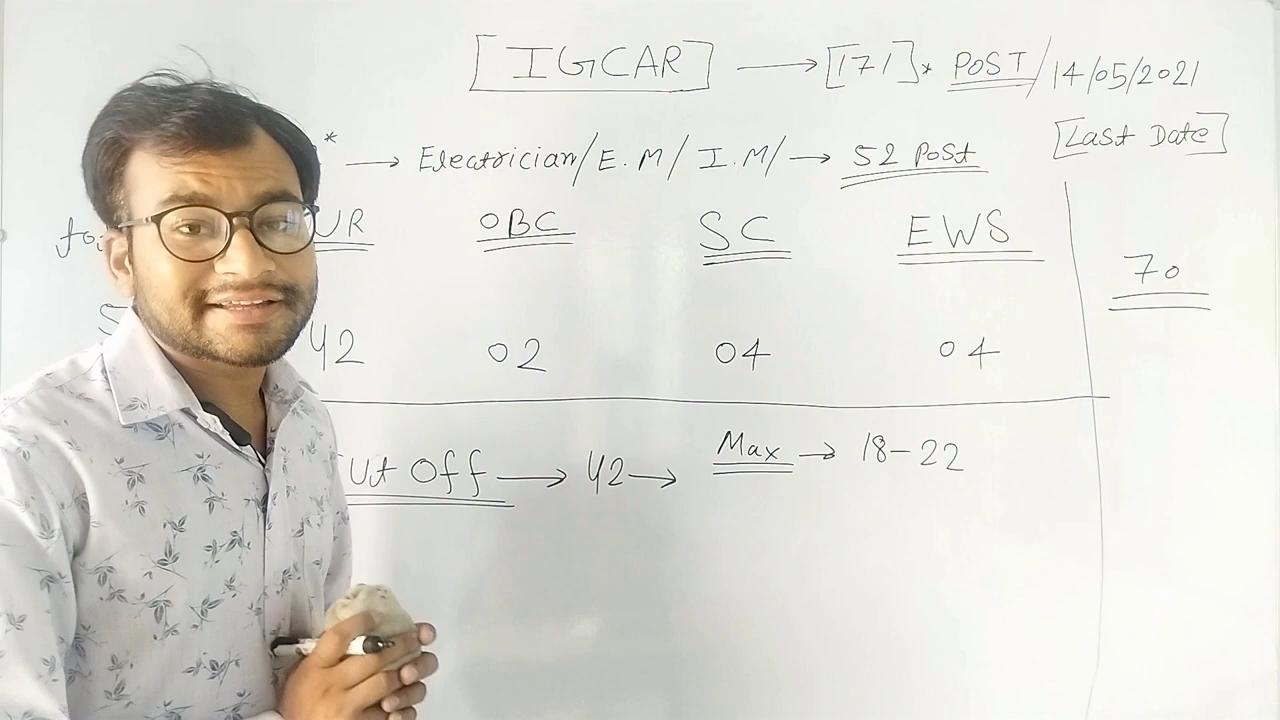 [IGCAR] → [171]* POST/14/05/2021
[Last Date]
* → Electrician/E.M/I.M/→ 52 Post
UR OBC SC EWS
70
42 02 04 04
Cut Off → 42 → Max → 18-22